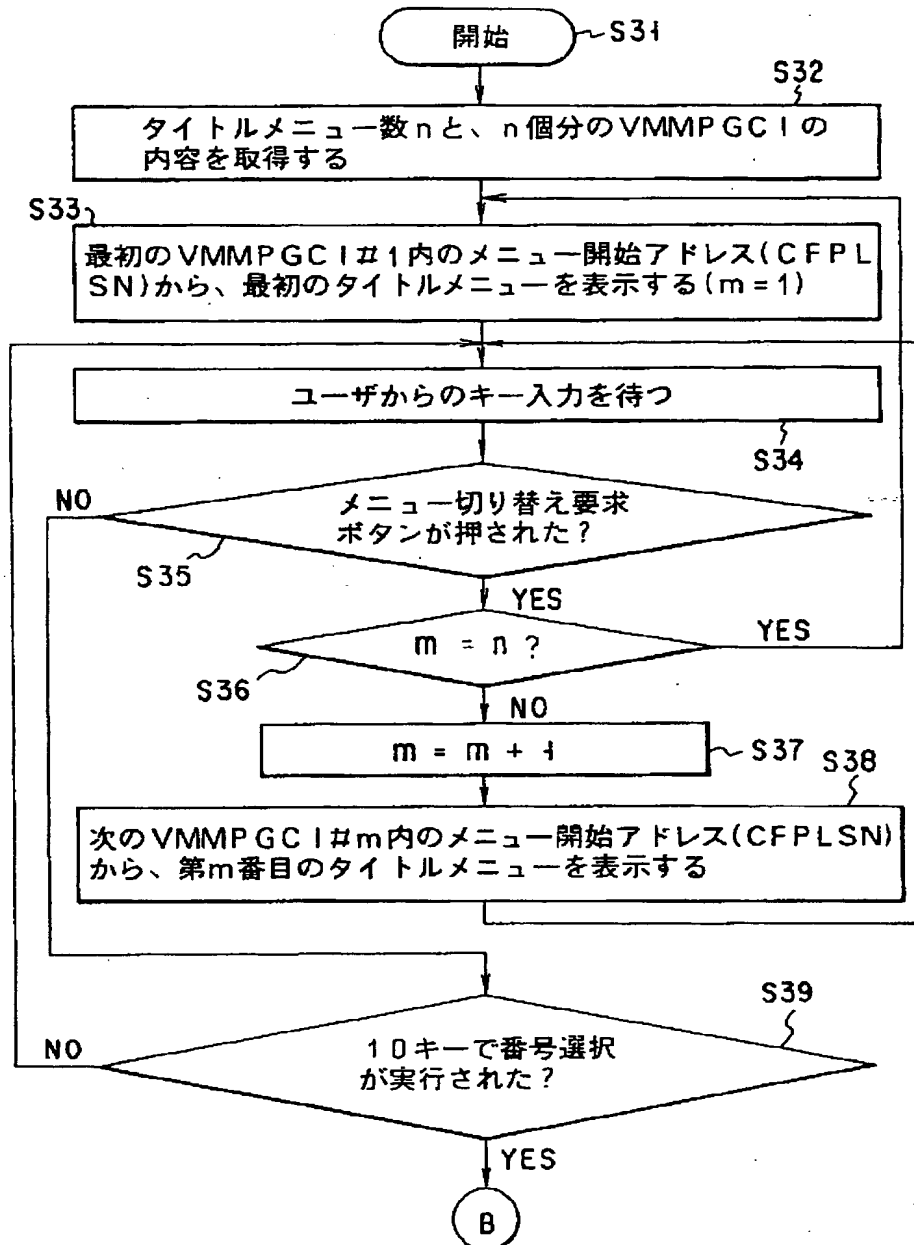 開始
S31
S32
タイトルメニュー数nと、n個分のVMMPGCIの
内容を取得する
S33
最初のVMMPGCI#1内のメニュー開始アドレス(CFPL
SN)から、最初のタイトルメニューを表示する(m=1)
ユーザからのキー入力を待つ
S34
NO
メニュー切り替え要求
ボタンが押された?
S35
YES
m = n ?
YES
S36
NO
m = m + 1
S37
S38
次のVMMPGCI#m内のメニュー開始アドレス(CFPLSN)
から、第m番目のタイトルメニューを表示する
S39
NO
10キーで番号選択
が実行された?
YES
B